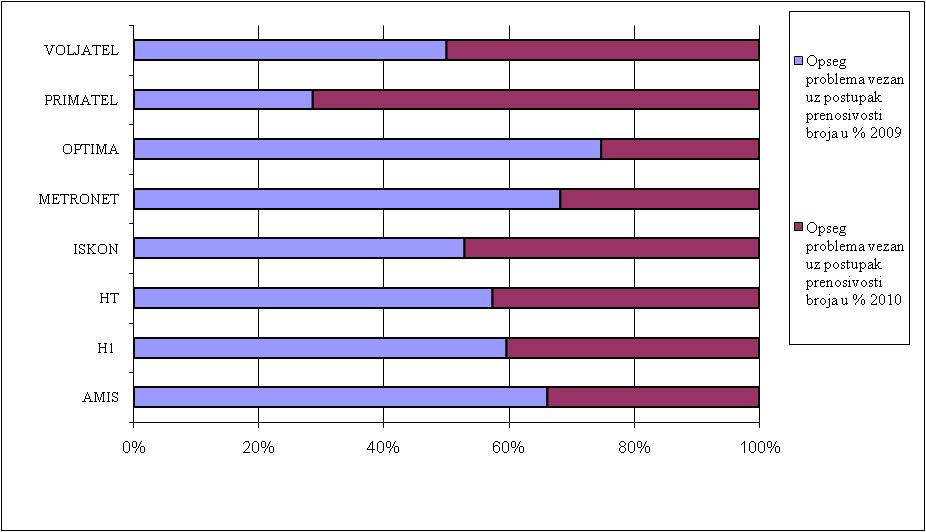 VOLJATEL
PRIMATEL
OPTIMA
METRONET
ISKON
HT
H1
AMIS
0% 20% 40% 60% 80% 100%
Opseg
problema vezan
uz postupak
prenosivosti
broja u % 2009
Opseg
problema vezan
uz postupak
prenosivosti
broja u % 2010